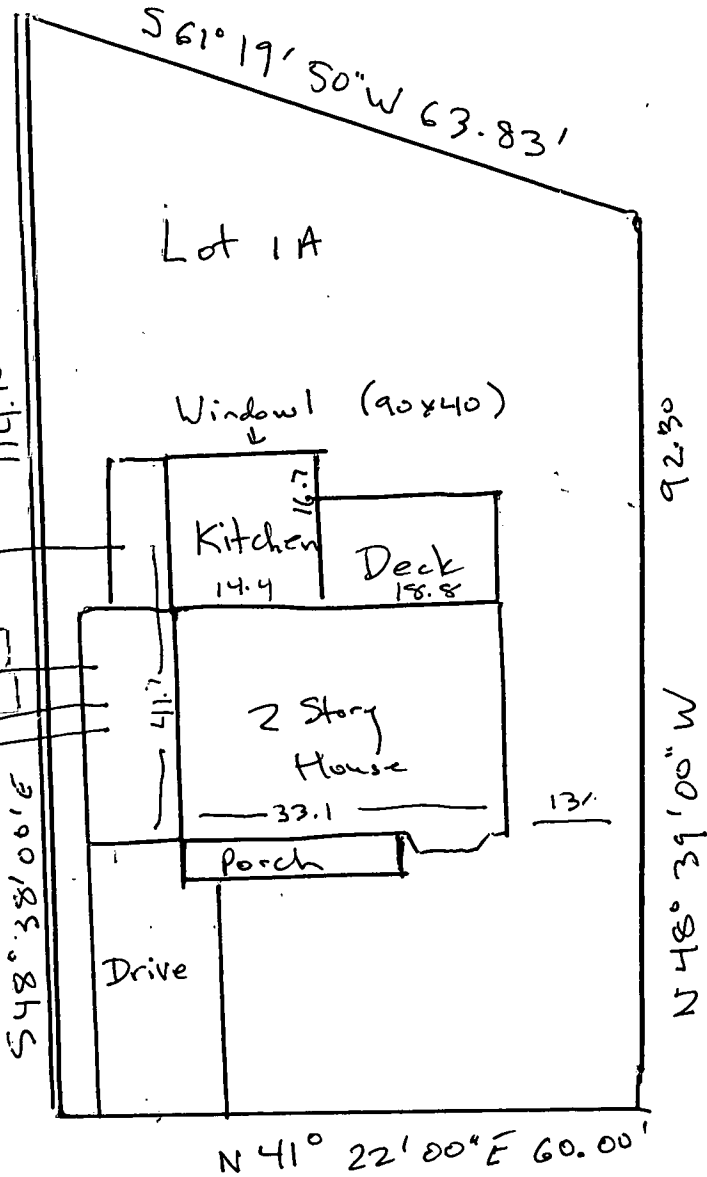 S 61° 19' 50" W 63.83'
Lot 1A
Window 1 (90x40)
Kitchen
16.7
14.4
Deck
18.8
92.30
41.7
2 Story
House
33.1
Porch
Drive
S 48° 38' 00' E
N 48° 39' 00" W
N 41° 22' 00" E 60.00'